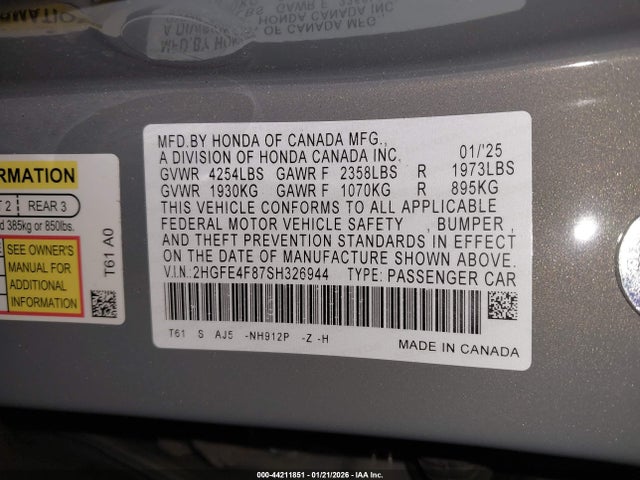 MFD.BY HONDA OF CANADA MFG.,
A DIVISION OF HONDA CANADA INC. 01/'25
GVWR 4254LBS GAWR F 2358LBS R 1973LBS
GVWR 1930KG GAWR F 1070KG R 895KG
THIS VEHICLE CONFORMS TO ALL APPLICABLE
FEDERAL MOTOR VEHICLE SAFETY , BUMPER ,
AND THEFT PREVENTION STANDARDS IN EFFECT
ON THE DATE OF MANUFACTURE SHOWN ABOVE.
V.I.N.:2HGFE4F87SH326944 TYPE: PASSENGER CAR
T61 S AJ5 -NH912P -Z -H
MADE IN CANADA
RMATION
T 2 REAR 3
d 385kg or 850lbs.
SEE OWNER'S
MANUAL FOR
ADDITIONAL
INFORMATION
T61 A0
000-44211851 - 01/21/2026 - IAA Inc.